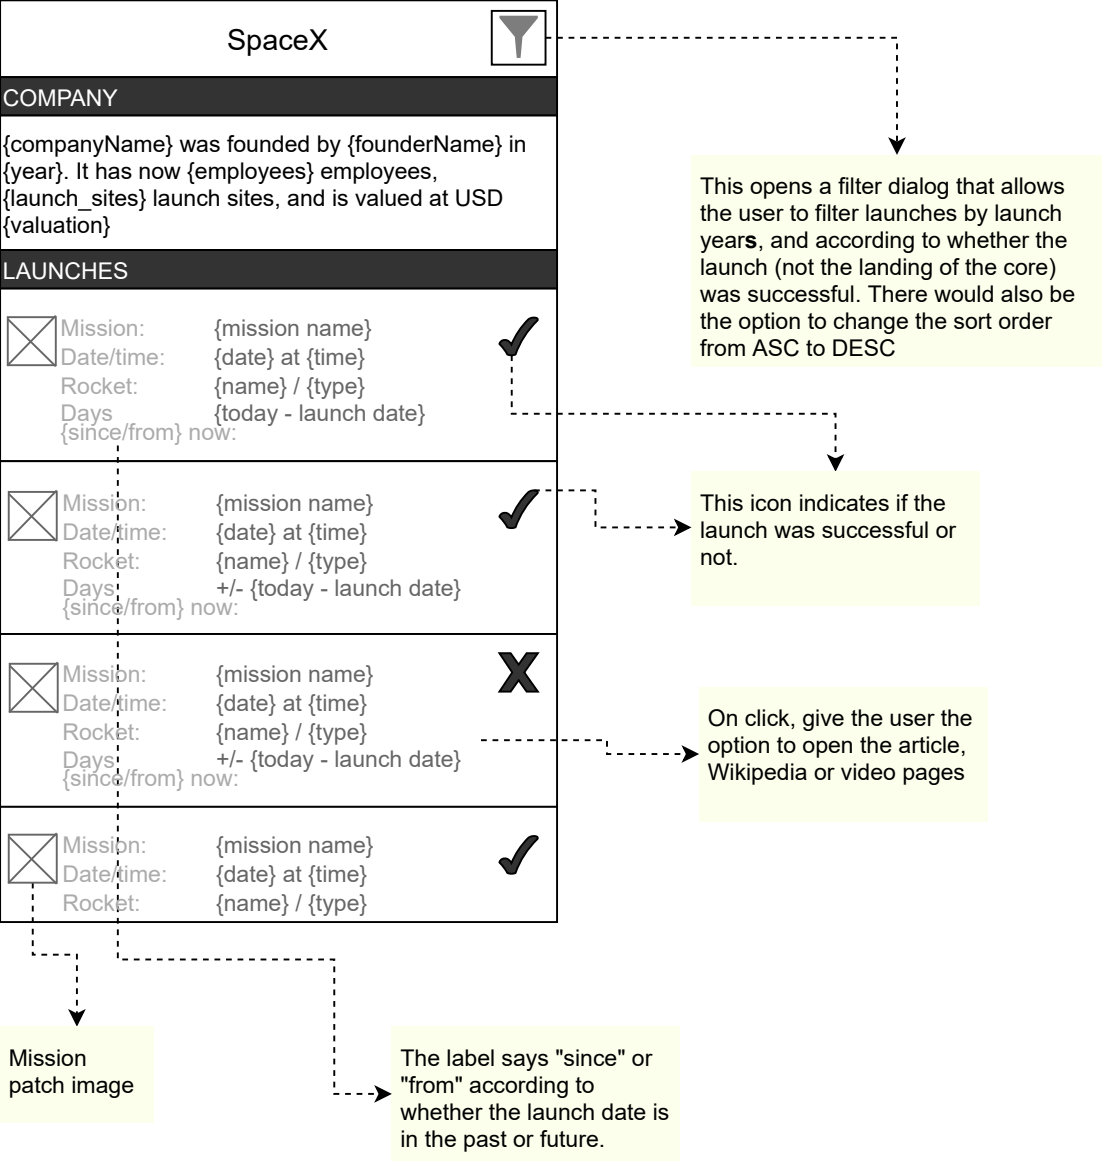 SpaceX
COMPANY
{companyName} was founded by {founderName} in
{year}. It has now {employees} employees,
{launch_sites} launch sites, and is valued at USD
{valuation}
LAUNCHES
Mission: {mission name}
Date/time: {date} at {time}
Rocket: {name} / {type}
Days {today - launch date}
{since/from} now:
Mission: {mission name}
Date/time: {date} at {time}
Rocket: {name} / {type}
Days +/- {today - launch date}
{since/from} now:
Mission: {mission name}
Date/time: {date} at {time}
Rocket: {name} / {type}
Days +/- {today - launch date}
{since/from} now:
Mission: {mission name}
Date/time: {date} at {time}
Rocket: {name} / {type}
This opens a filter dialog that allows
the user to filter launches by launch
years, and according to whether the
launch (not the landing of the core)
was successful. There would also be
the option to change the sort order
from ASC to DESC
This icon indicates if the
launch was successful or
not.
On click, give the user the
option to open the article,
Wikipedia or video pages
Mission
patch image
The label says "since" or
"from" according to
whether the launch date is
in the past or future.